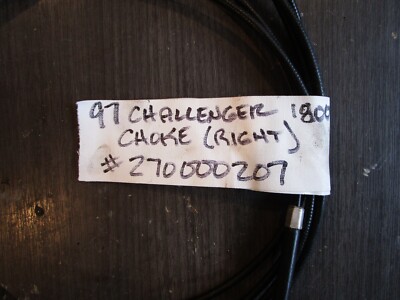 97 CHALLENGER 1800
CHOKE (RIGHT)
# 270000207